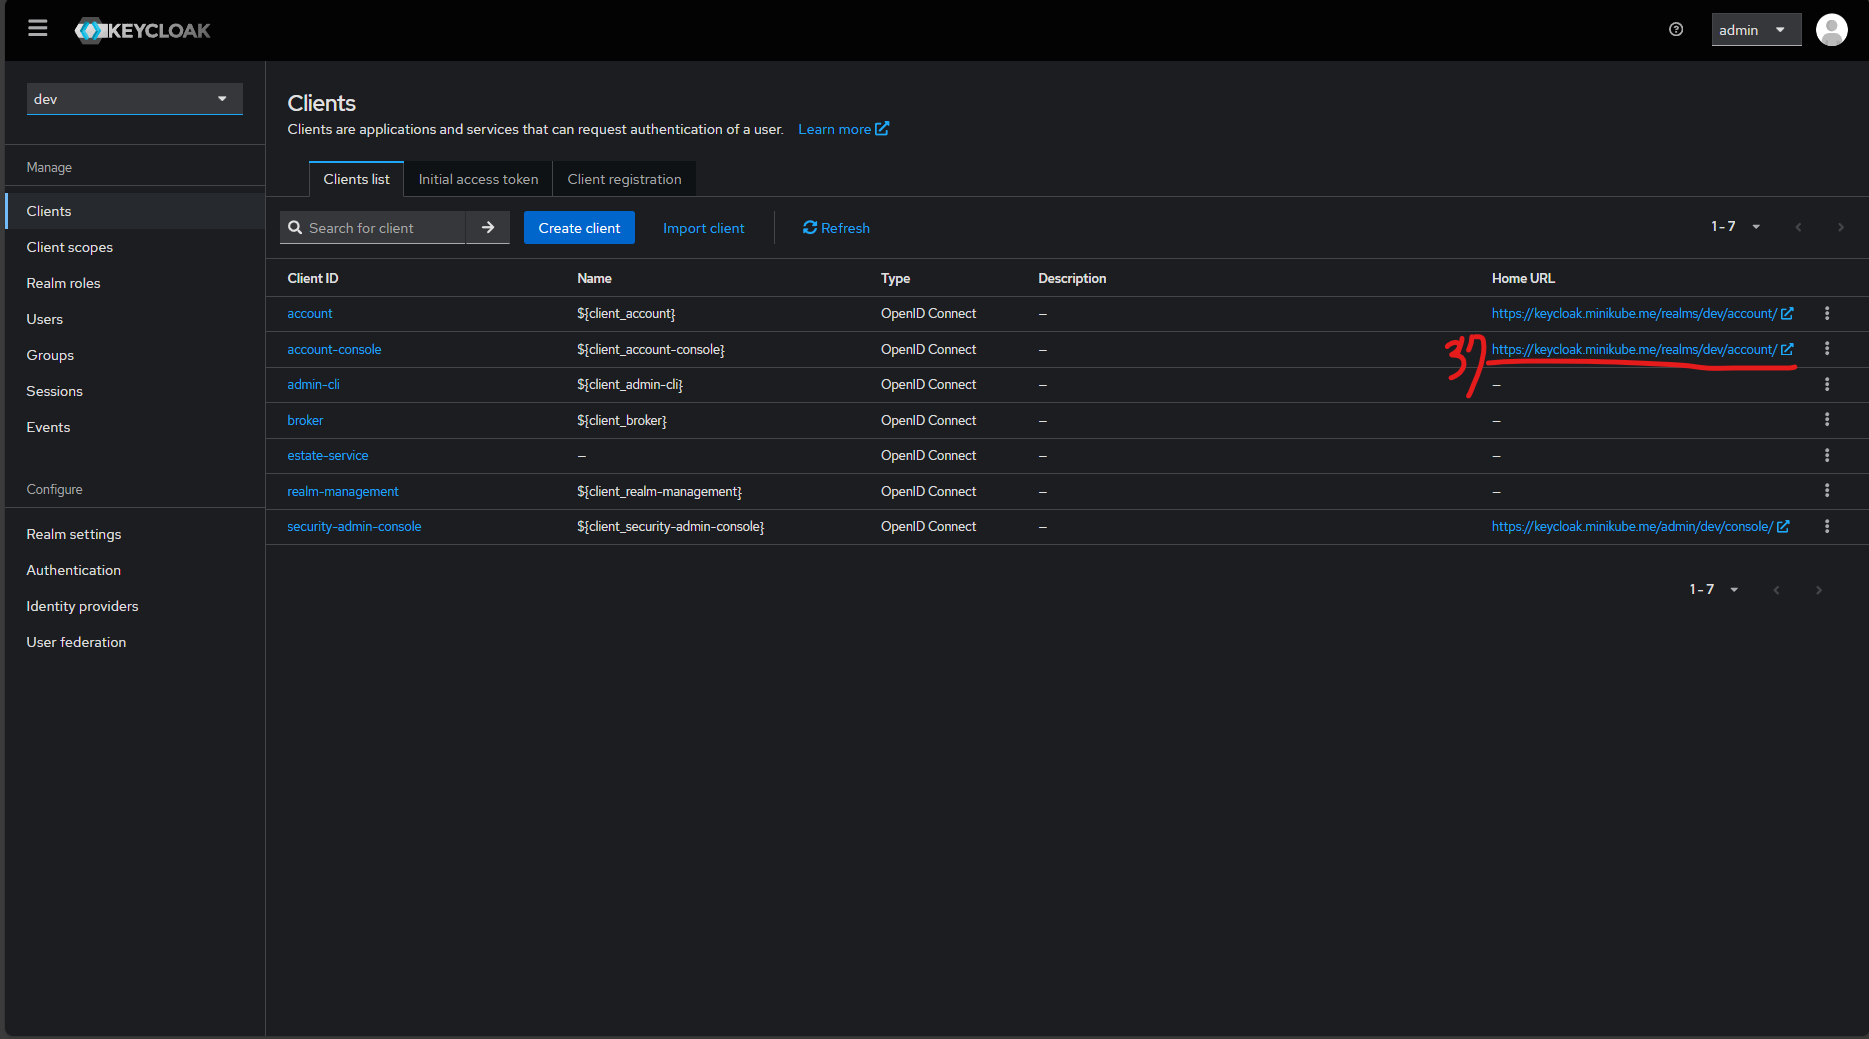 KEYCLOAK
admin
dev
Manage
Clients
Client scopes
Realm roles
Users
Groups
Sessions
Events
Configure
Realm settings
Authentication
Identity providers
User federation
Clients
Clients are applications and services that can request authentication of a user. Learn more
Clients list Initial access token Client registration
Search for client Create client Import client Refresh 1 - 7
Client ID Name Type Description Home URL
account ${client_account} OpenID Connect – https://keycloak.minikube.me/realms/dev/account/
account-console ${client_account-console} OpenID Connect – https://keycloak.minikube.me/realms/dev/account/
admin-cli ${client_admin-cli} OpenID Connect – –
broker ${client_broker} OpenID Connect – –
estate-service – OpenID Connect – –
realm-management ${client_realm-management} OpenID Connect – –
security-admin-console ${client_security-admin-console} OpenID Connect – https://keycloak.minikube.me/admin/dev/console/
1 - 7